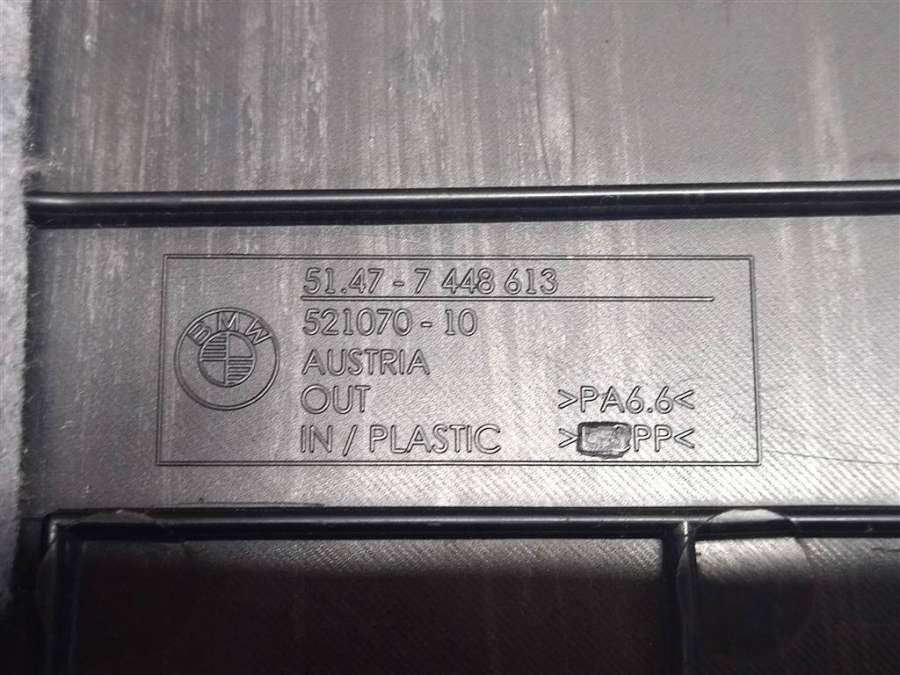 51.47 - 7 448 613
BMW
521070 - 10
AUSTRIA
OUT >PA6.6<
IN / PLASTIC > PP<